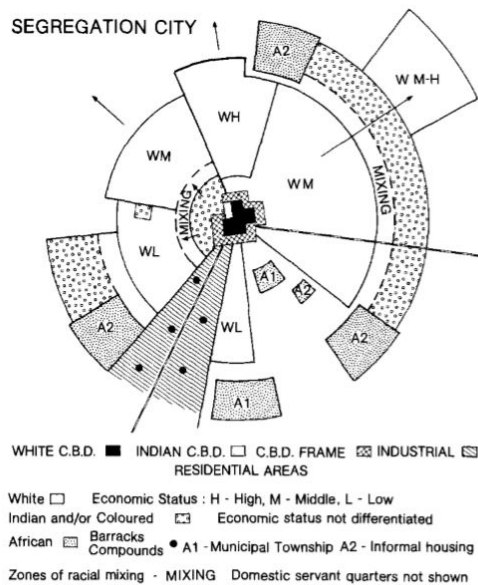 SEGREGATION CITY
A2
W M-H
WH
WM
WM
MIXING
MIXING
WL
A1
A2
A2
WL
A2
A1
WHITE C.B.D. INDIAN C.B.D. C.B.D. FRAME INDUSTRIAL
RESIDENTIAL AREAS
White Economic Status : H - High, M - Middle, L - Low
Indian and/or Coloured Economic status not differentiated
African Barracks Compounds A1 - Municipal Township A2 - Informal housing
Zones of racial mixing - MIXING Domestic servant quarters not shown